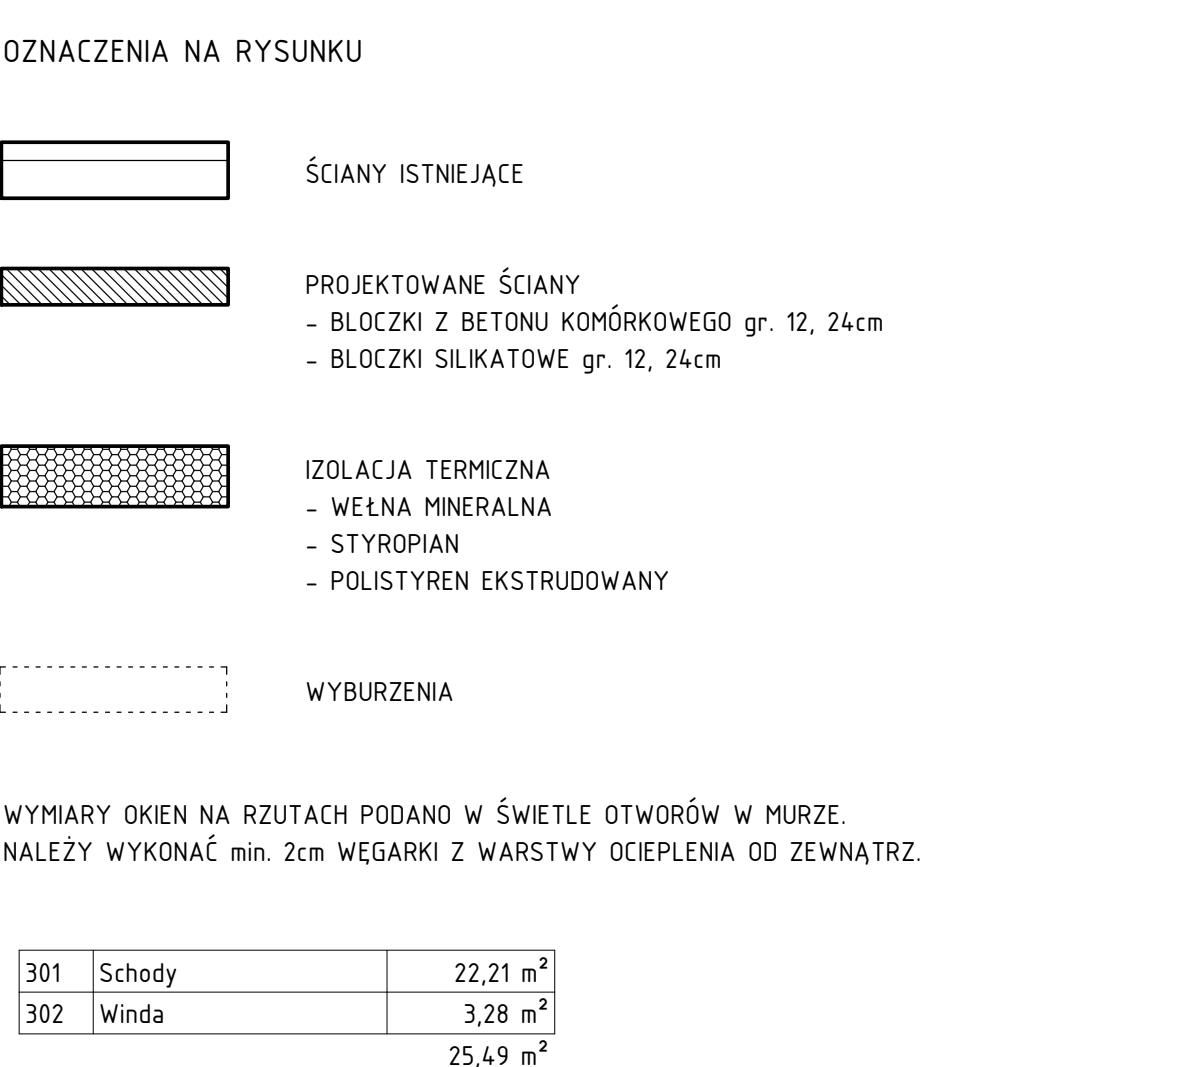 OZNACZENIA NA RYSUNKU
ŚCIANY ISTNIEJĄCE
PROJEKTOWANE ŚCIANY
- BLOCZKI Z BETONU KOMÓRKOWEGO gr. 12, 24cm
- BLOCZKI SILIKATOWE gr. 12, 24cm
IZOLACJA TERMICZNA
- WEŁNA MINERALNA
- STYROPIAN
- POLISTYREN EKSTRUDOWANY
WYBURZENIA
WYMIARY OKIEN NA RZUTACH PODANO W ŚWIETLE OTWORÓW W MURZE.
NALEŻY WYKONAĆ min. 2cm WĘGARKI Z WARSTWY OCIEPLENIA OD ZEWNĄTRZ.
301 Schody 22,21 m²
302 Winda 3,28 m²
25,49 m²